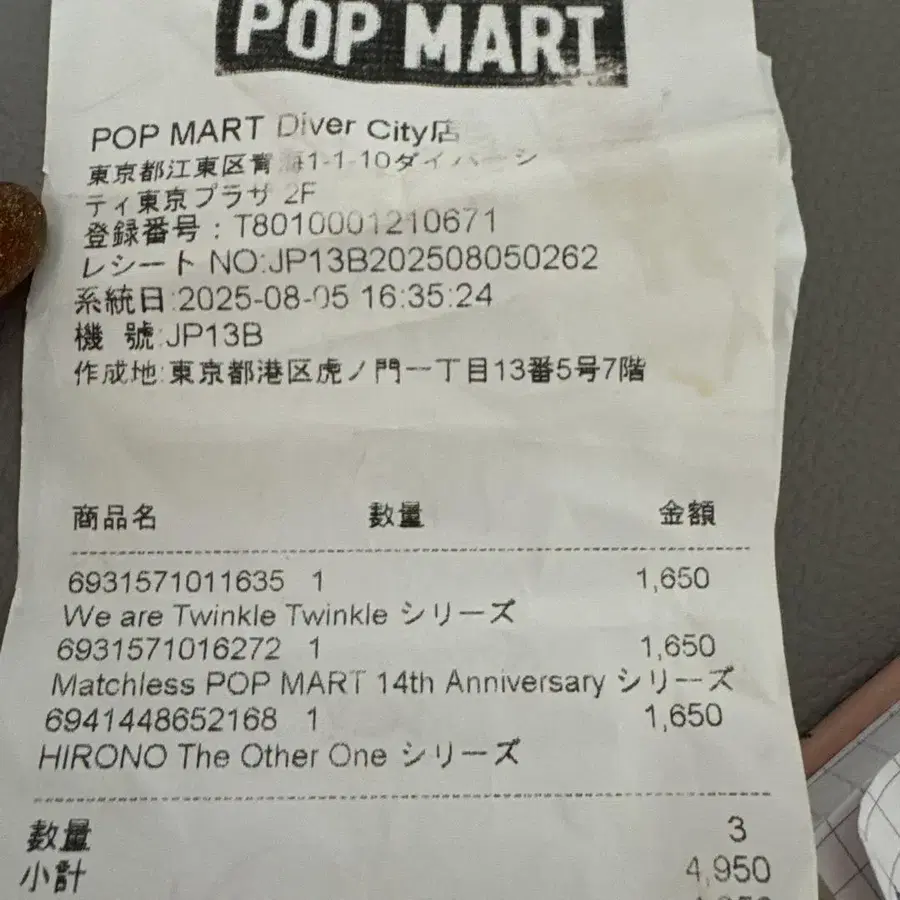 POP MART
POP MART Diver City店
東京都江東区青海1-1-10ダイバーシ
ティ東京プラザ 2F
登録番号：T8010001210671
レシート NO:JP13B202508050262
系統日:2025-08-05 16:35:24
機 號:JP13B
作成地:東京都港区虎ノ門一丁目13番5号7階
商品名 数量 金額
6931571011635 1 1,650
We are Twinkle Twinkle シリーズ
6931571016272 1 1,650
Matchless POP MART 14th Anniversary シリーズ
6941448652168 1 1,650
HIRONO The Other One シリーズ
数量 3
小計 4,950